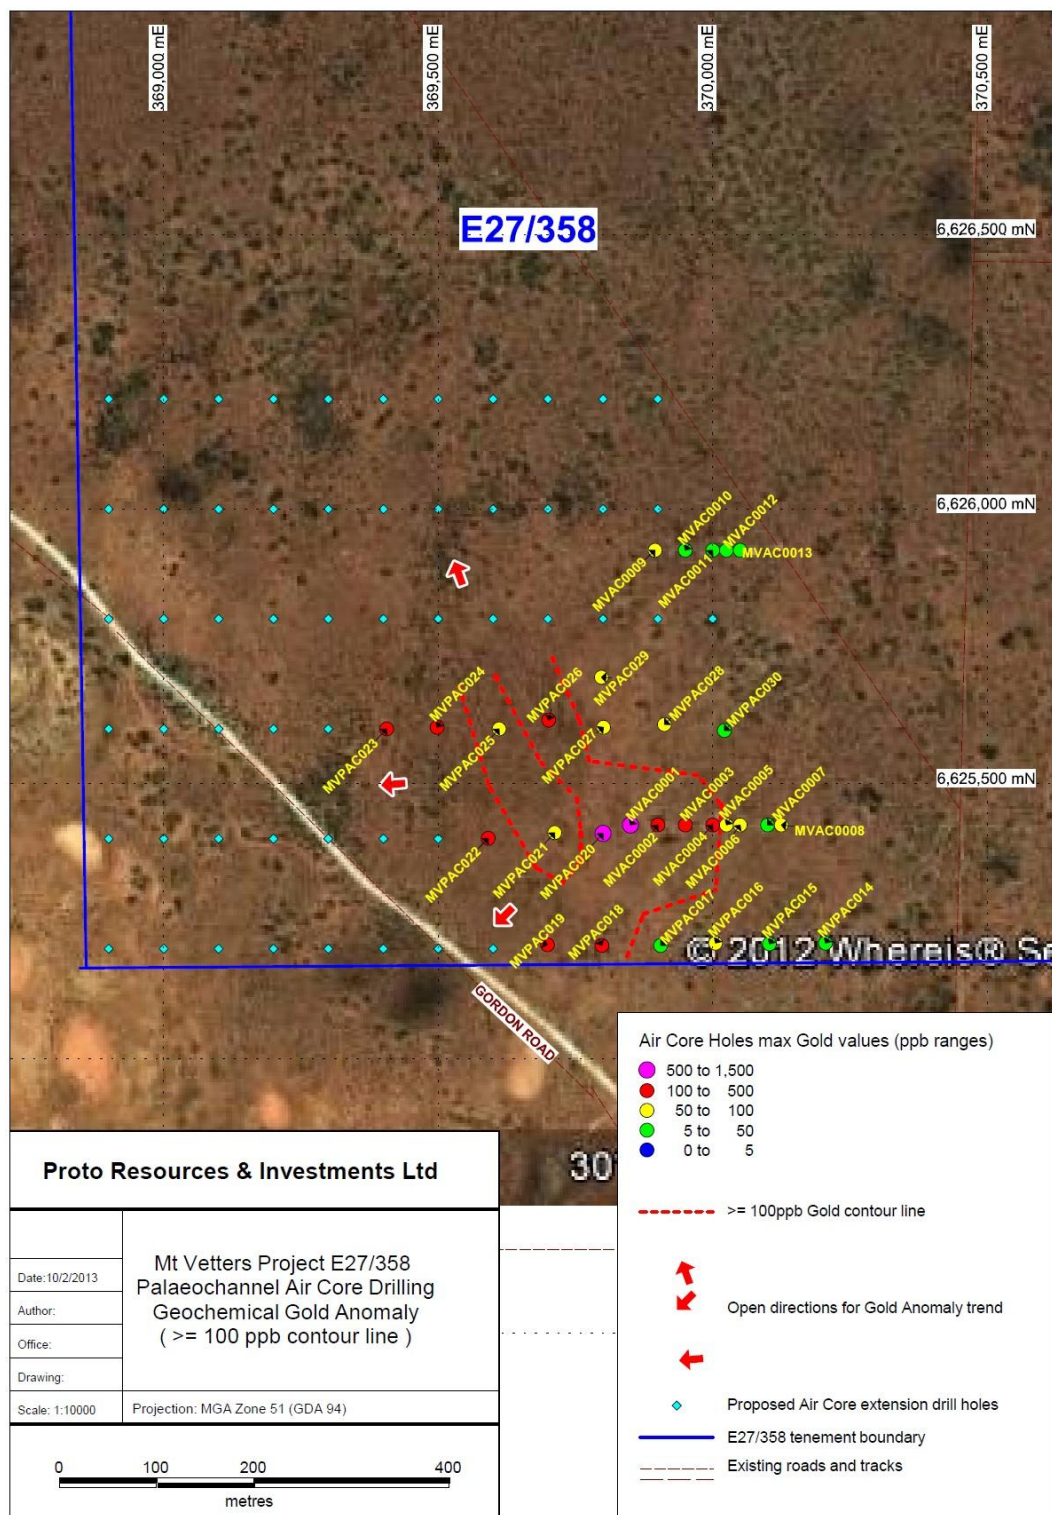 369,000 mE
369,500 mE
370,000 mE
370,500 mE
E27/358
6,626,500 mN
6,626,000 mN
MVAC0009
MVAC0010
MVAC0011
MVAC0012
MVAC0013
MVPAC023
MVPAC024
MVPAC025
MVPAC026
MVPAC027
MVPAC029
MVPAC028
MVPAC030
6,625,500 mN
MVPAC022
MVPAC021
MVPAC020
MVAC0001
MVAC0002
MVAC0003
MVAC0004
MVAC0005
MVAC0006
MVAC0007
MVAC0008
MVPAC019
MVPAC018
MVPAC017
MVPAC016
MVPAC015
MVPAC014
© 2012 Whereis® Se
GORDON ROAD
30
Air Core Holes max Gold values (ppb ranges)
500 to 1,500
100 to 500
50 to 100
5 to 50
0 to 5
>= 100ppb Gold contour line
Open directions for Gold Anomaly trend
Proposed Air Core extension drill holes
E27/358 tenement boundary
Existing roads and tracks
Proto Resources & Investments Ltd
Mt Vetters Project E27/358
Palaeochannel Air Core Drilling
Geochemical Gold Anomaly
( >= 100 ppb contour line )
Date:10/2/2013
Author:
Office:
Drawing:
Scale: 1:10000
Projection: MGA Zone 51 (GDA 94)
0 100 200 400
metres